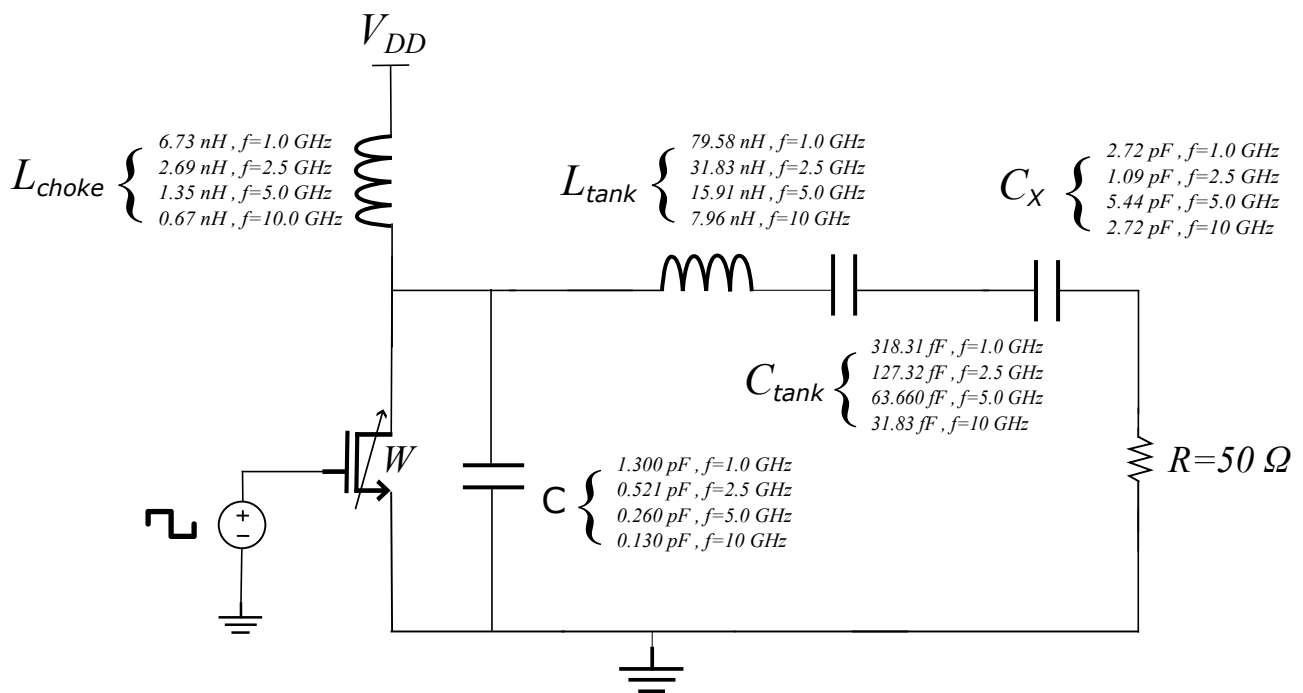 V_DD
L_choke {
6.73 nH , f=1.0 GHz
2.69 nH , f=2.5 GHz
1.35 nH , f=5.0 GHz
0.67 nH , f=10.0 GHz
L_tank {
79.58 nH , f=1.0 GHz
31.83 nH , f=2.5 GHz
15.91 nH , f=5.0 GHz
7.96 nH , f=10 GHz
C_X {
2.72 pF , f=1.0 GHz
1.09 pF , f=2.5 GHz
5.44 pF , f=5.0 GHz
2.72 pF , f=10 GHz
C_tank {
318.31 fF , f=1.0 GHz
127.32 fF , f=2.5 GHz
63.660 fF , f=5.0 GHz
31.83 fF , f=10 GHz
W
+
−
C {
1.300 pF , f=1.0 GHz
0.521 pF , f=2.5 GHz
0.260 pF , f=5.0 GHz
0.130 pF , f=10 GHz
R=50 Ω